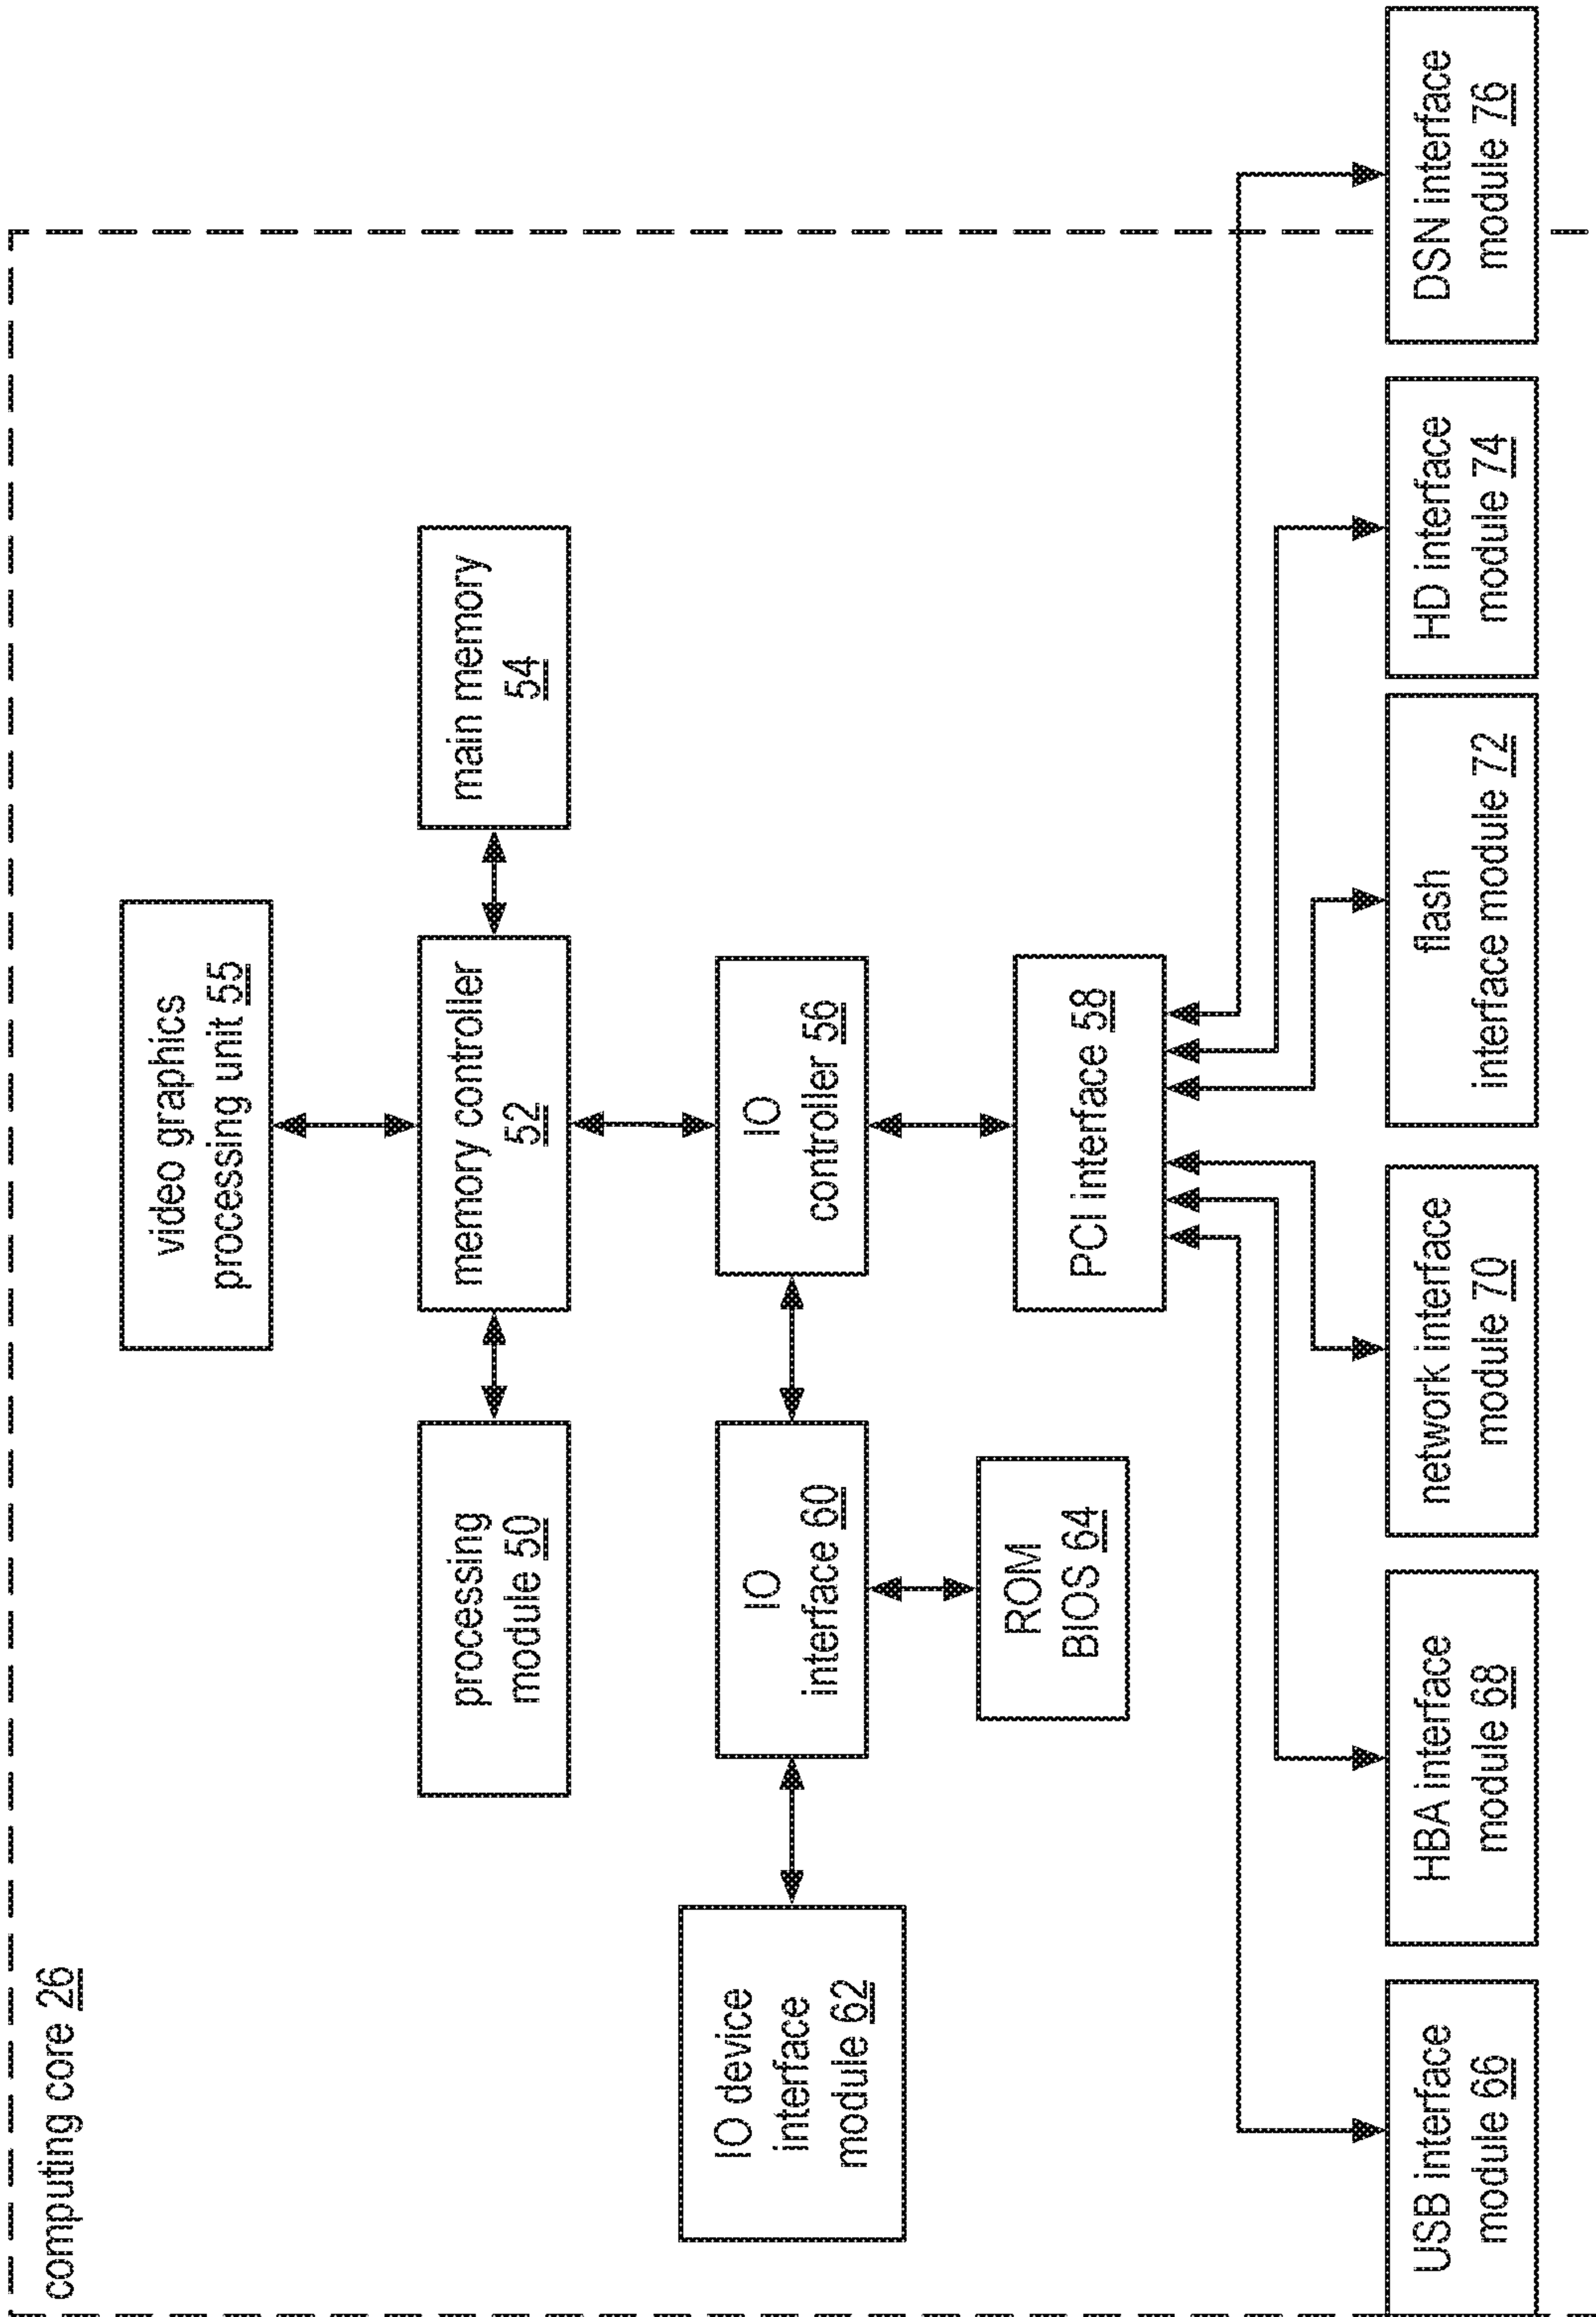 computing core 26
video graphics
processing unit 55
processing
module 50
memory controller
52
main memory
54
IO device
interface
module 62
IO
interface 60
IO
controller 56
ROM
BIOS 64
PCI interface 58
USB interface
module 66
HBA interface
module 68
network interface
module 70
flash
interface module 72
HD interface
module 74
DSN interface
module 76